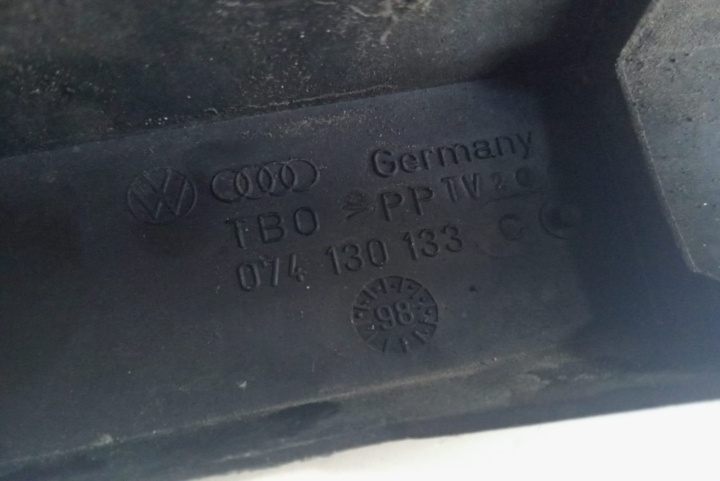 Germany
TBO >PP TV20
074 130 133 C
98